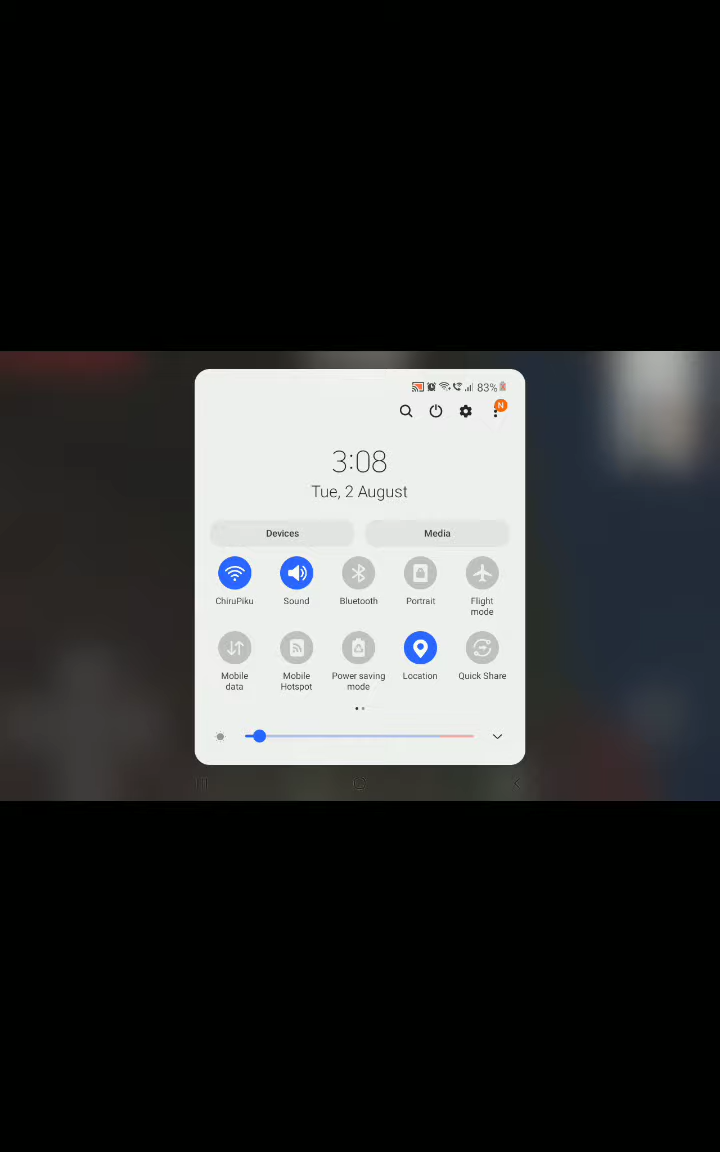 83%
N
3:08
Tue, 2 August
Devices Media
ChiruPiku Sound Bluetooth Portrait Flight mode
Mobile data Mobile Hotspot Power saving mode Location Quick Share